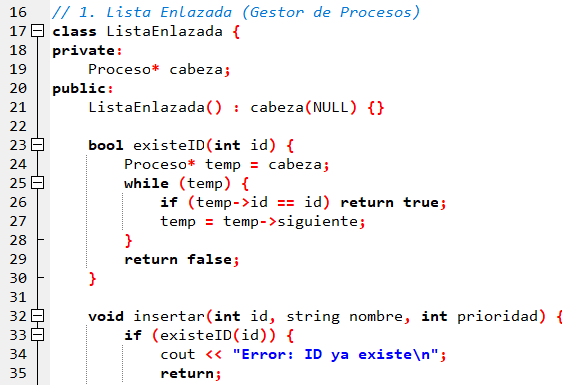 16 // 1. Lista Enlazada (Gestor de Procesos)
17 class ListaEnlazada {
18 private:
19     Proceso* cabeza;
20 public:
21     ListaEnlazada() : cabeza(NULL) {}
22
23     bool existeID(int id) {
24         Proceso* temp = cabeza;
25         while (temp) {
26             if (temp->id == id) return true;
27             temp = temp->siguiente;
28         }
29         return false;
30     }
31
32     void insertar(int id, string nombre, int prioridad) {
33         if (existeID(id)) {
34             cout << "Error: ID ya existe\n";
35             return;